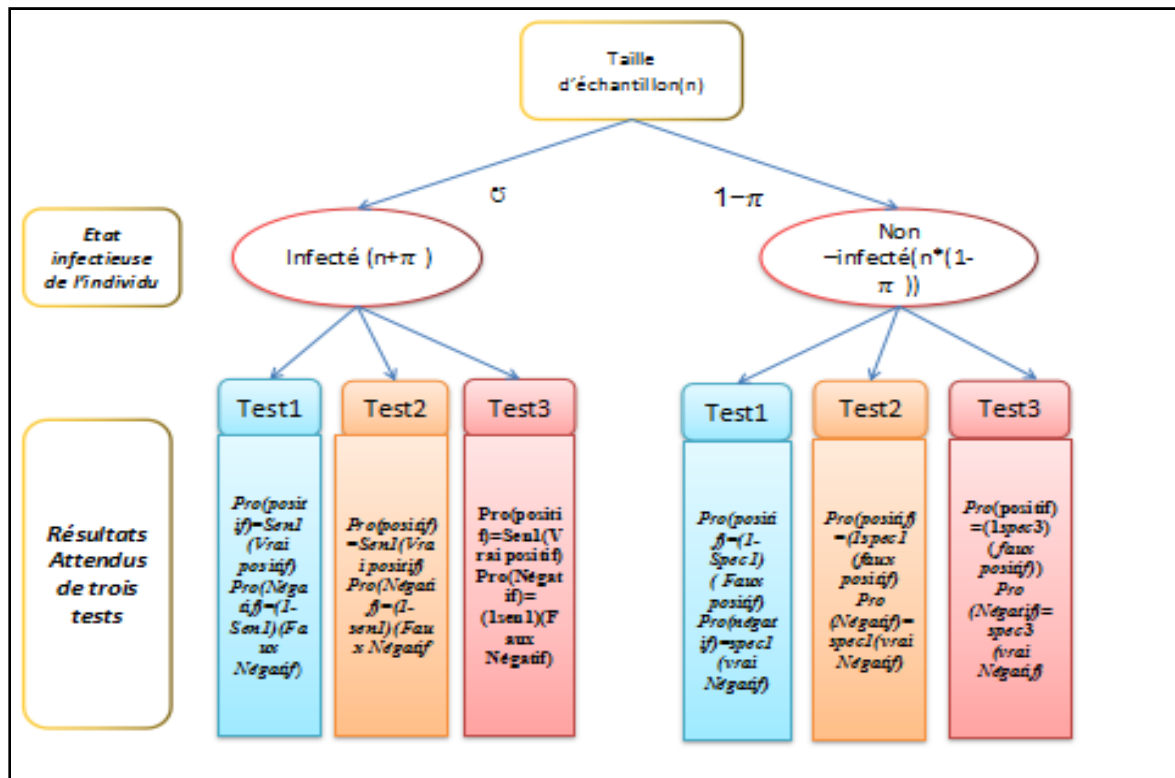 Taille
d'échantillon(n)
ʊ
1−π
Etat
infectieuse
de l'individu
Infecté (n+π )
Non
−infecté(n*(1-
π ))
Test1
Test2
Test3
Test1
Test2
Test3
Résultats
Attendus
de trois
tests
Pro(posit
if)=Sen1
(Vrai
positif)
Pro(Néga
tif)=(1-
Sen1)(Fa
ux
Négatif)
Pro(positif)
=Sen1(Vra
i positif)
Pro(Négati
f)=(1-
sen1)(Fau
x Négatif
Pro(positi
f)=Sen1(V
rai positif)
Pro(Négat
if)=
(1sen1)(F
aux
Négatif)
Pro(positi
f)=(1-
Spec1)
( Faux
positif)
Pro(négat
if)=spec1
(vrai
Négatif)
Pro(positif)
=(1spec1
(faux
positif)
Pro
(Négatif)=
spec1(vrai
Négatif)
Pro(positif)
=(1spec3)
(faux
positif))
Pro
(Négatif)=
spec3
(vrai
Négatif)